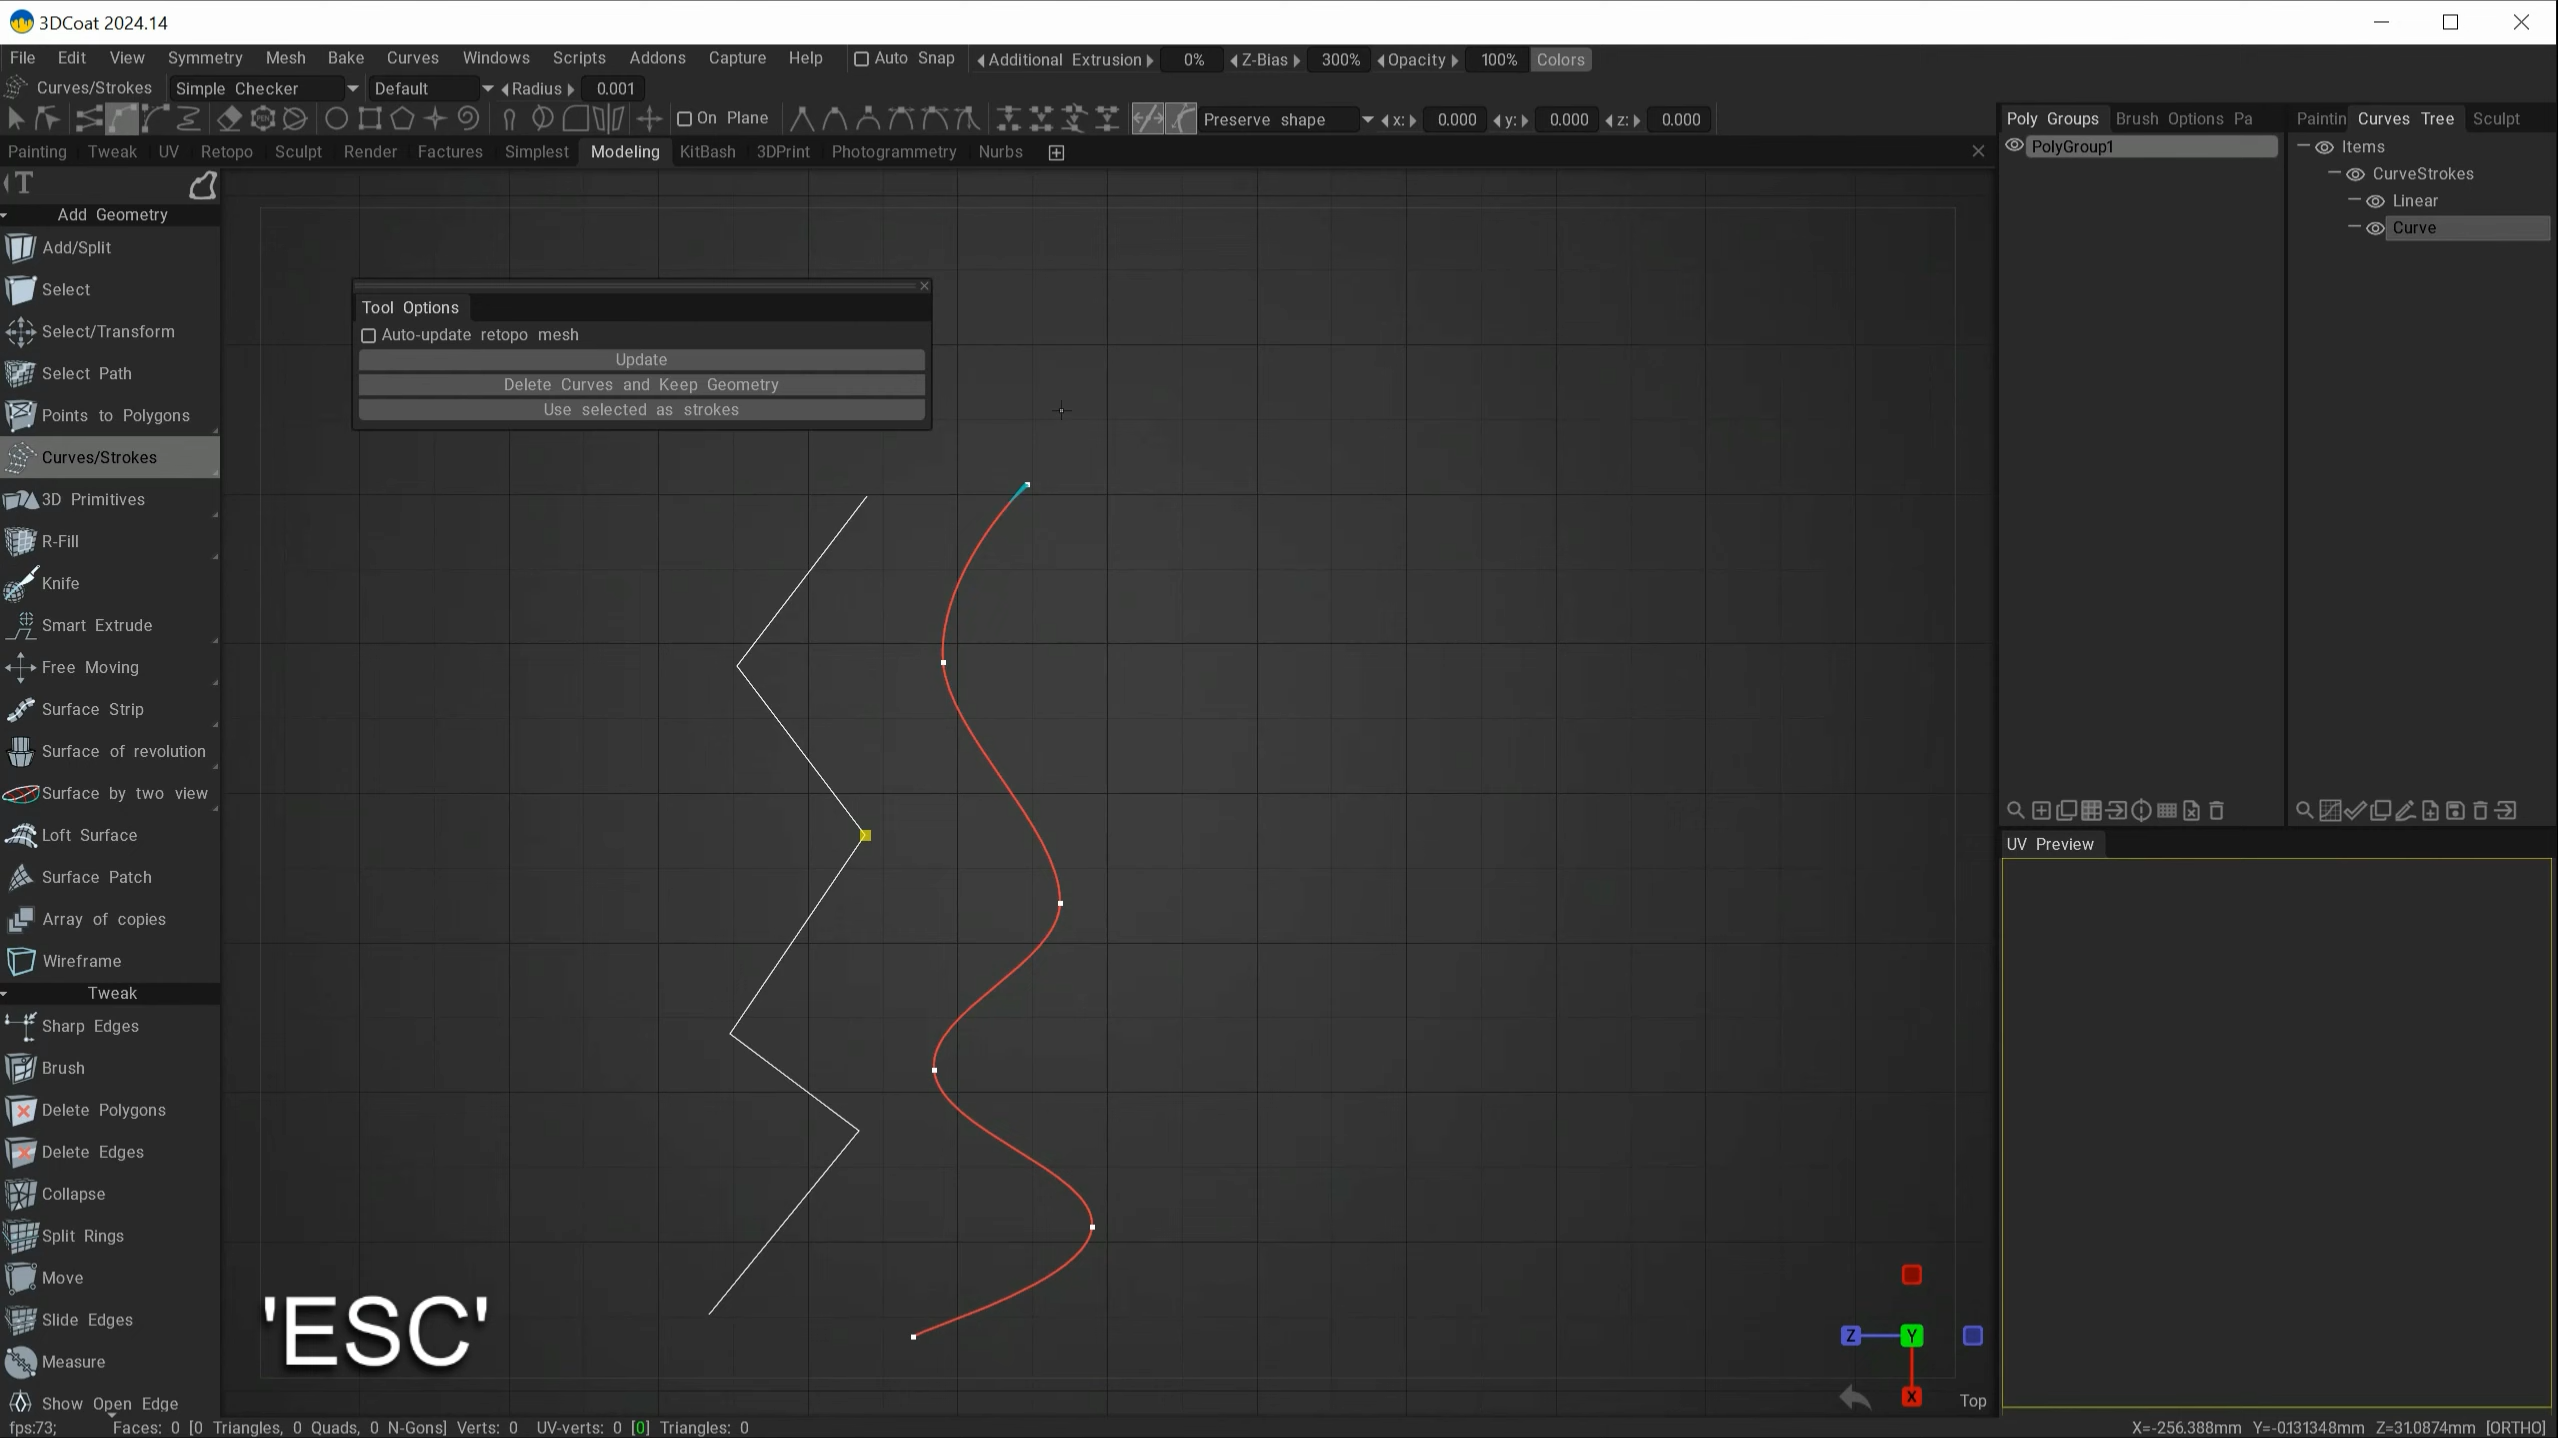 3DCoat 2024.14
File Edit View Symmetry Mesh Bake Curves Windows Scripts Addons Capture Help Auto Snap Additional Extrusion 0% Z-Bias 300% Opacity 100% Colors
Curves/Strokes Simple Checker Default Radius 0.001
On Plane Preserve shape x: 0.000 y: 0.000 z: 0.000
Painting Tweak UV Retopo Sculpt Render Factures Simplest Modeling KitBash 3DPrint Photogrammetry Nurbs
Poly Groups Brush Options Pa
PolyGroup1
Paintin Curves Tree Sculpt
Items
CurveStrokes
Linear
Curve
T
Add Geometry
Add/Split
Select
Select/Transform
Select Path
Points to Polygons
Curves/Strokes
3D Primitives
R-Fill
Knife
Smart Extrude
Free Moving
Surface Strip
Surface of revolution
Surface by two view
Loft Surface
Surface Patch
Array of copies
Wireframe
Tweak
Sharp Edges
Brush
Delete Polygons
Delete Edges
Collapse
Split Rings
Move
Slide Edges
Measure
Show Open Edge
Tool Options
Auto-update retopo mesh
Update
Delete Curves and Keep Geometry
Use selected as strokes
UV Preview
'ESC'
Z Y
X
Top
fps:73; Faces: 0 [0 Triangles, 0 Quads, 0 N-Gons] Verts: 0 UV-verts: 0 [0] Triangles: 0
X=-256.388mm Y=-0.131348mm Z=31.0874mm [ORTHO]